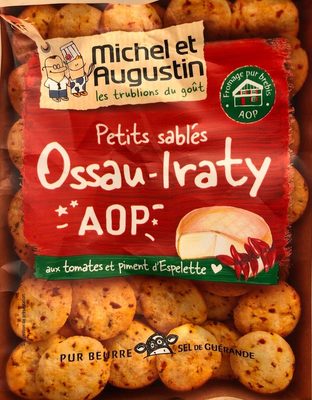 Michel et
Augustin
les trublions du goût
Fromage pur brebis
AOP
Petits sablés
Ossau-Iraty
AOP
aux tomates et piment d'Espelette
PUR BEURRE
SEL DE GUÉRANDE